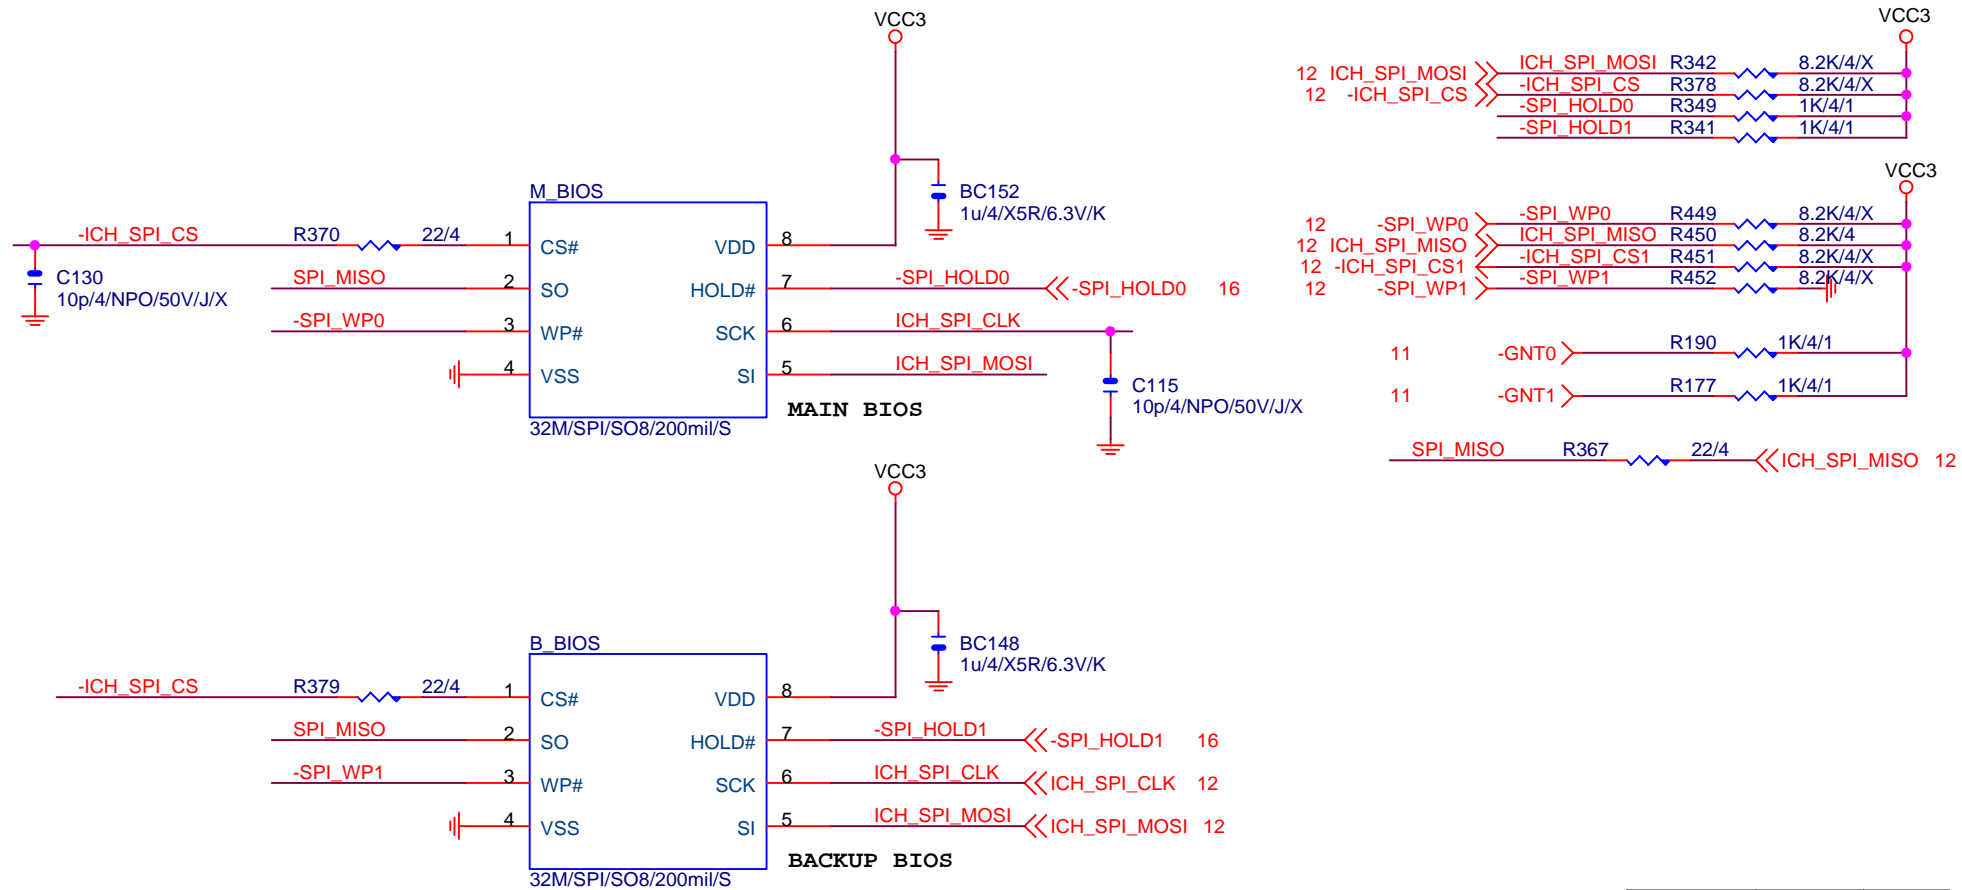 VCC3
M_BIOS
BC152
1u/4/X5R/6.3V/K
-ICH_SPI_CS R370 22/4 1 CS# VDD 8
C130
10p/4/NPO/50V/J/X
SPI_MISO 2 SO HOLD# 7 -SPI_HOLD0 -SPI_HOLD0 16
-SPI_WP0 3 WP# SCK 6 ICH_SPI_CLK
4 VSS SI 5 ICH_SPI_MOSI
C115
10p/4/NPO/50V/J/X
MAIN BIOS
32M/SPI/SO8/200mil/S
VCC3
B_BIOS
BC148
1u/4/X5R/6.3V/K
-ICH_SPI_CS R379 22/4 1 CS# VDD 8
SPI_MISO 2 SO HOLD# 7 -SPI_HOLD1 -SPI_HOLD1 16
-SPI_WP1 3 WP# SCK 6 ICH_SPI_CLK ICH_SPI_CLK 12
4 VSS SI 5 ICH_SPI_MOSI ICH_SPI_MOSI 12
BACKUP BIOS
32M/SPI/SO8/200mil/S
VCC3
12 ICH_SPI_MOSI ICH_SPI_MOSI R342 8.2K/4/X
12 -ICH_SPI_CS -ICH_SPI_CS R378 8.2K/4/X
-SPI_HOLD0 R349 1K/4/1
-SPI_HOLD1 R341 1K/4/1
VCC3
12 -SPI_WP0 -SPI_WP0 R449 8.2K/4/X
12 ICH_SPI_MISO ICH_SPI_MISO R450 8.2K/4
12 -ICH_SPI_CS1 -ICH_SPI_CS1 R451 8.2K/4/X
12 -SPI_WP1 -SPI_WP1 R452 8.2K/4/X
11 -GNT0 R190 1K/4/1
11 -GNT1 R177 1K/4/1
SPI_MISO R367 22/4 ICH_SPI_MISO 12